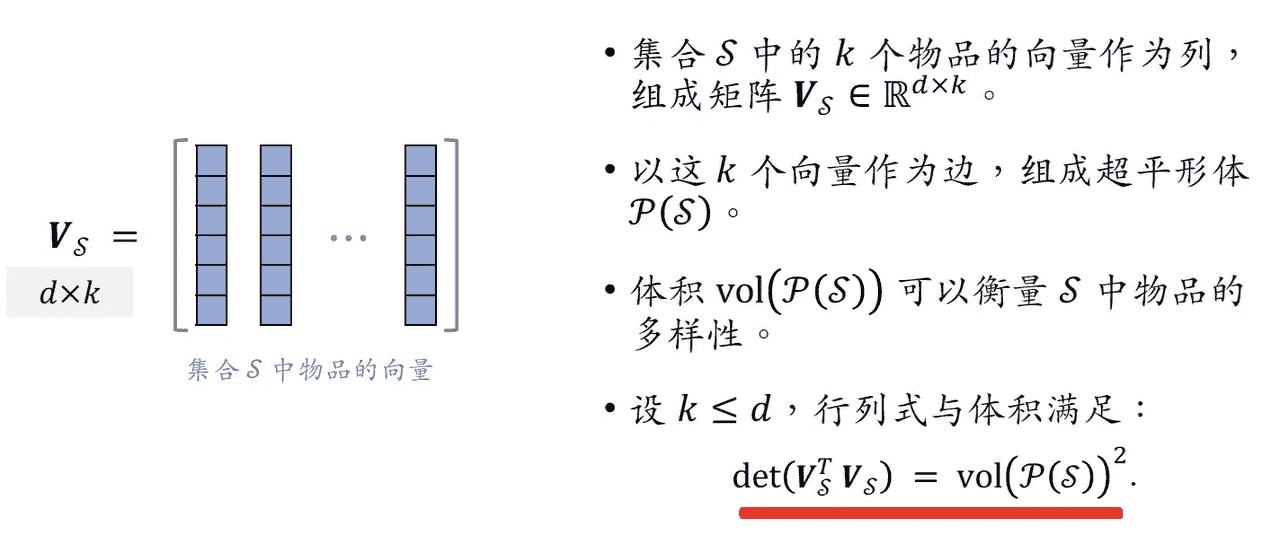 V_S =
d×k
…
集合 S 中物品的向量
• 集合 S 中的 k 个物品的向量作为列，
组成矩阵 V_S ∈ ℝ^{d×k}。
• 以这 k 个向量作为边，组成超平形体
P(S)。
• 体积 vol(P(S)) 可以衡量 S 中物品的
多样性。
• 设 k ≤ d，行列式与体积满足：
det(V_S^T V_S) = vol(P(S))^2.